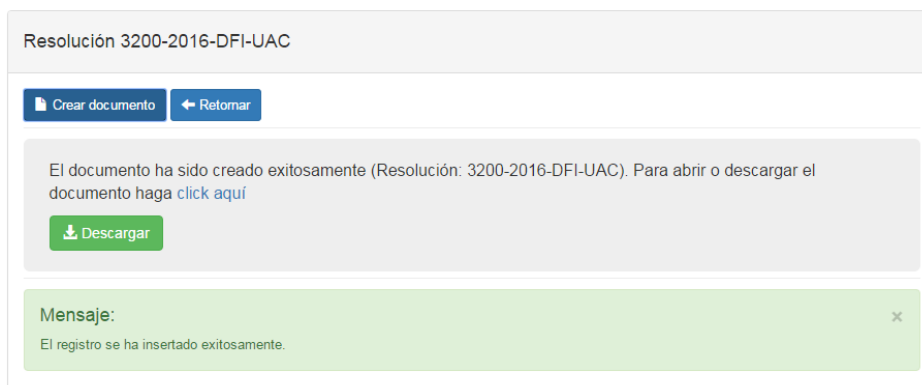 Resolución 3200-2016-DFI-UAC
Crear documento
Retornar
El documento ha sido creado exitosamente (Resolución: 3200-2016-DFI-UAC). Para abrir o descargar el
documento haga click aquí
Descargar
Mensaje:
×
El registro se ha insertado exitosamente.